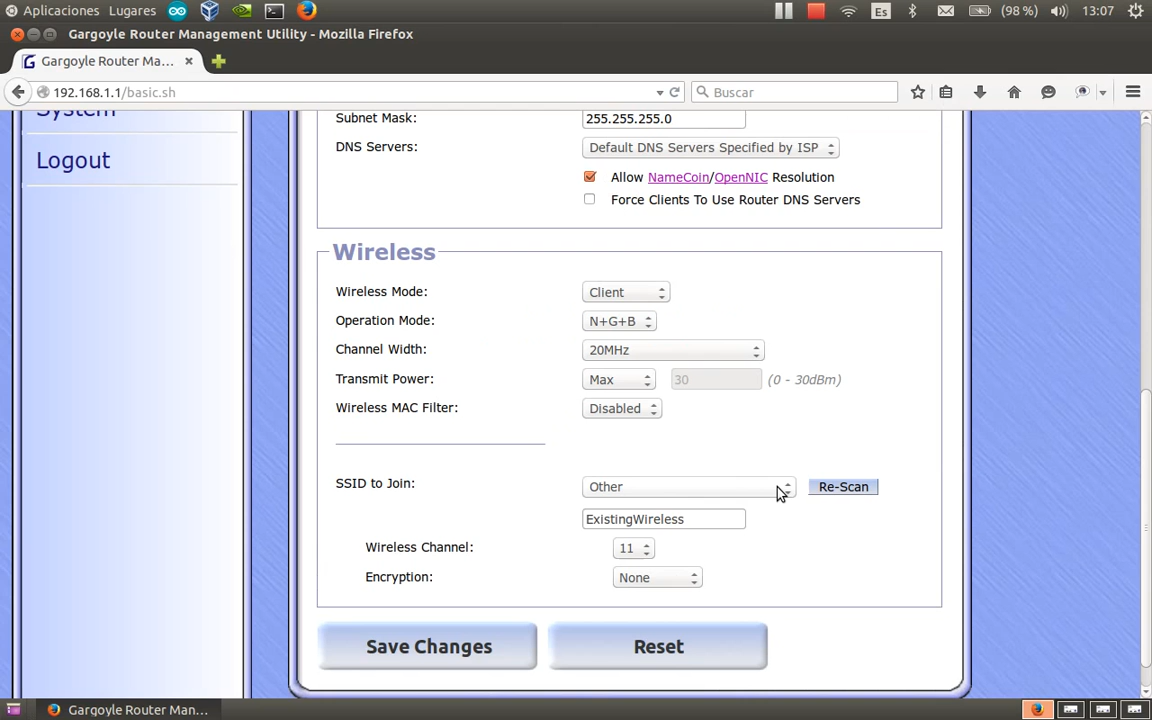 Aplicaciones Lugares Es (98 %) 13:07
Gargoyle Router Management Utility - Mozilla Firefox
Gargoyle Router Ma...
192.168.1.1/basic.sh Buscar
System
Logout
Subnet Mask: 255.255.255.0
DNS Servers: Default DNS Servers Specified by ISP
Allow NameCoin/OpenNIC Resolution
Force Clients To Use Router DNS Servers
Wireless
Wireless Mode: Client
Operation Mode: N+G+B
Channel Width: 20MHz
Transmit Power: Max 30 (0 - 30dBm)
Wireless MAC Filter: Disabled
SSID to Join: Other Re-Scan
ExistingWireless
Wireless Channel: 11
Encryption: None
Save Changes Reset
Gargoyle Router Man...